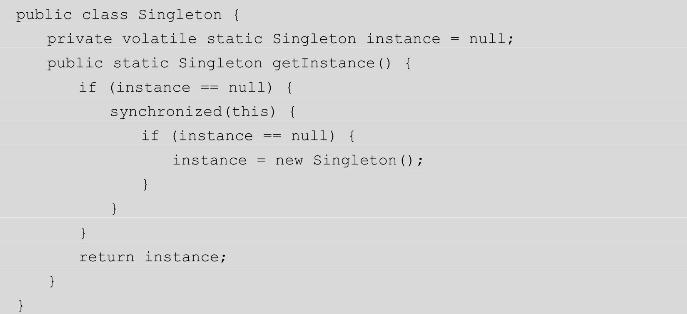 public class Singleton {
    private volatile static Singleton instance = null;
    public static Singleton getInstance() {
        if (instance == null) {
            synchronized(this) {
                if (instance == null) {
                    instance = new Singleton();
                }
            }
        }
        return instance;
    }
}